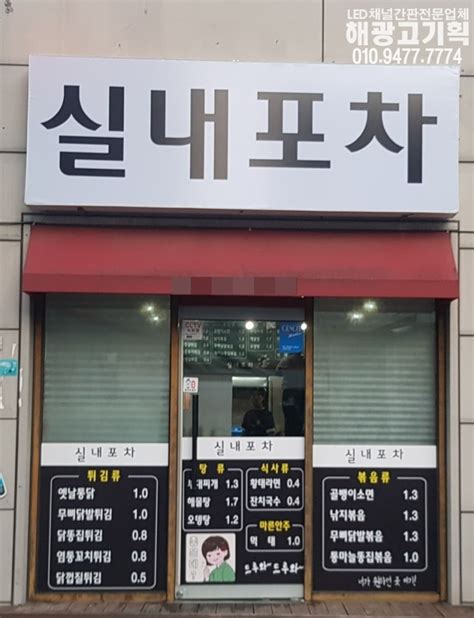 LED채널간판전문업체
해광고기획
010.9477.7774
실내포차
CCTV
실내포차
튀김류
옛날통닭 1.0
무뼈닭발튀김 1.0
닭똥집튀김 0.8
염통꼬치튀김 0.8
닭껍질튀김 0.5
실내포차
탕류
해물탕 1.7
오뎅탕 1.2
식사류
황태라면 0.4
잔치국수 0.4
마른안주
먹태 1.0
드루와~ 드루와~
실내포차
볶음류
골뱅이소면 1.3
낙지볶음 1.3
무뼈닭볶음 1.3
통마늘똥집볶음 1.3